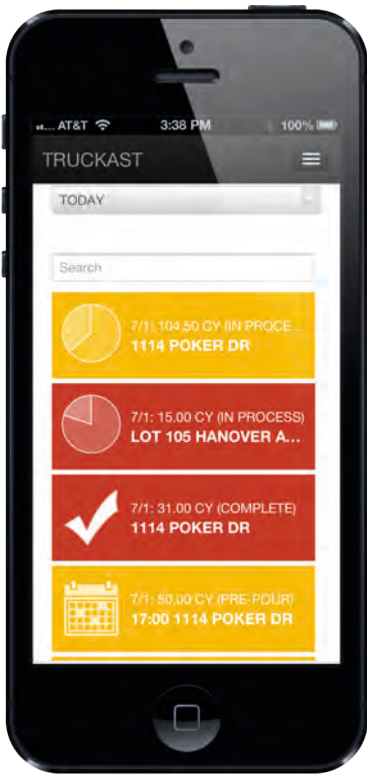 AT&T 3:38 PM 100%
TRUCKAST
TODAY
Search
7/1: 104.50 CY (IN PROCE...
1114 POKER DR
7/1: 15.00 CY (IN PROCESS)
LOT 105 HANOVER A...
7/1: 31.00 CY (COMPLETE)
1114 POKER DR
7/1: 50.00 CY (PRE-POUR)
17:00 1114 POKER DR